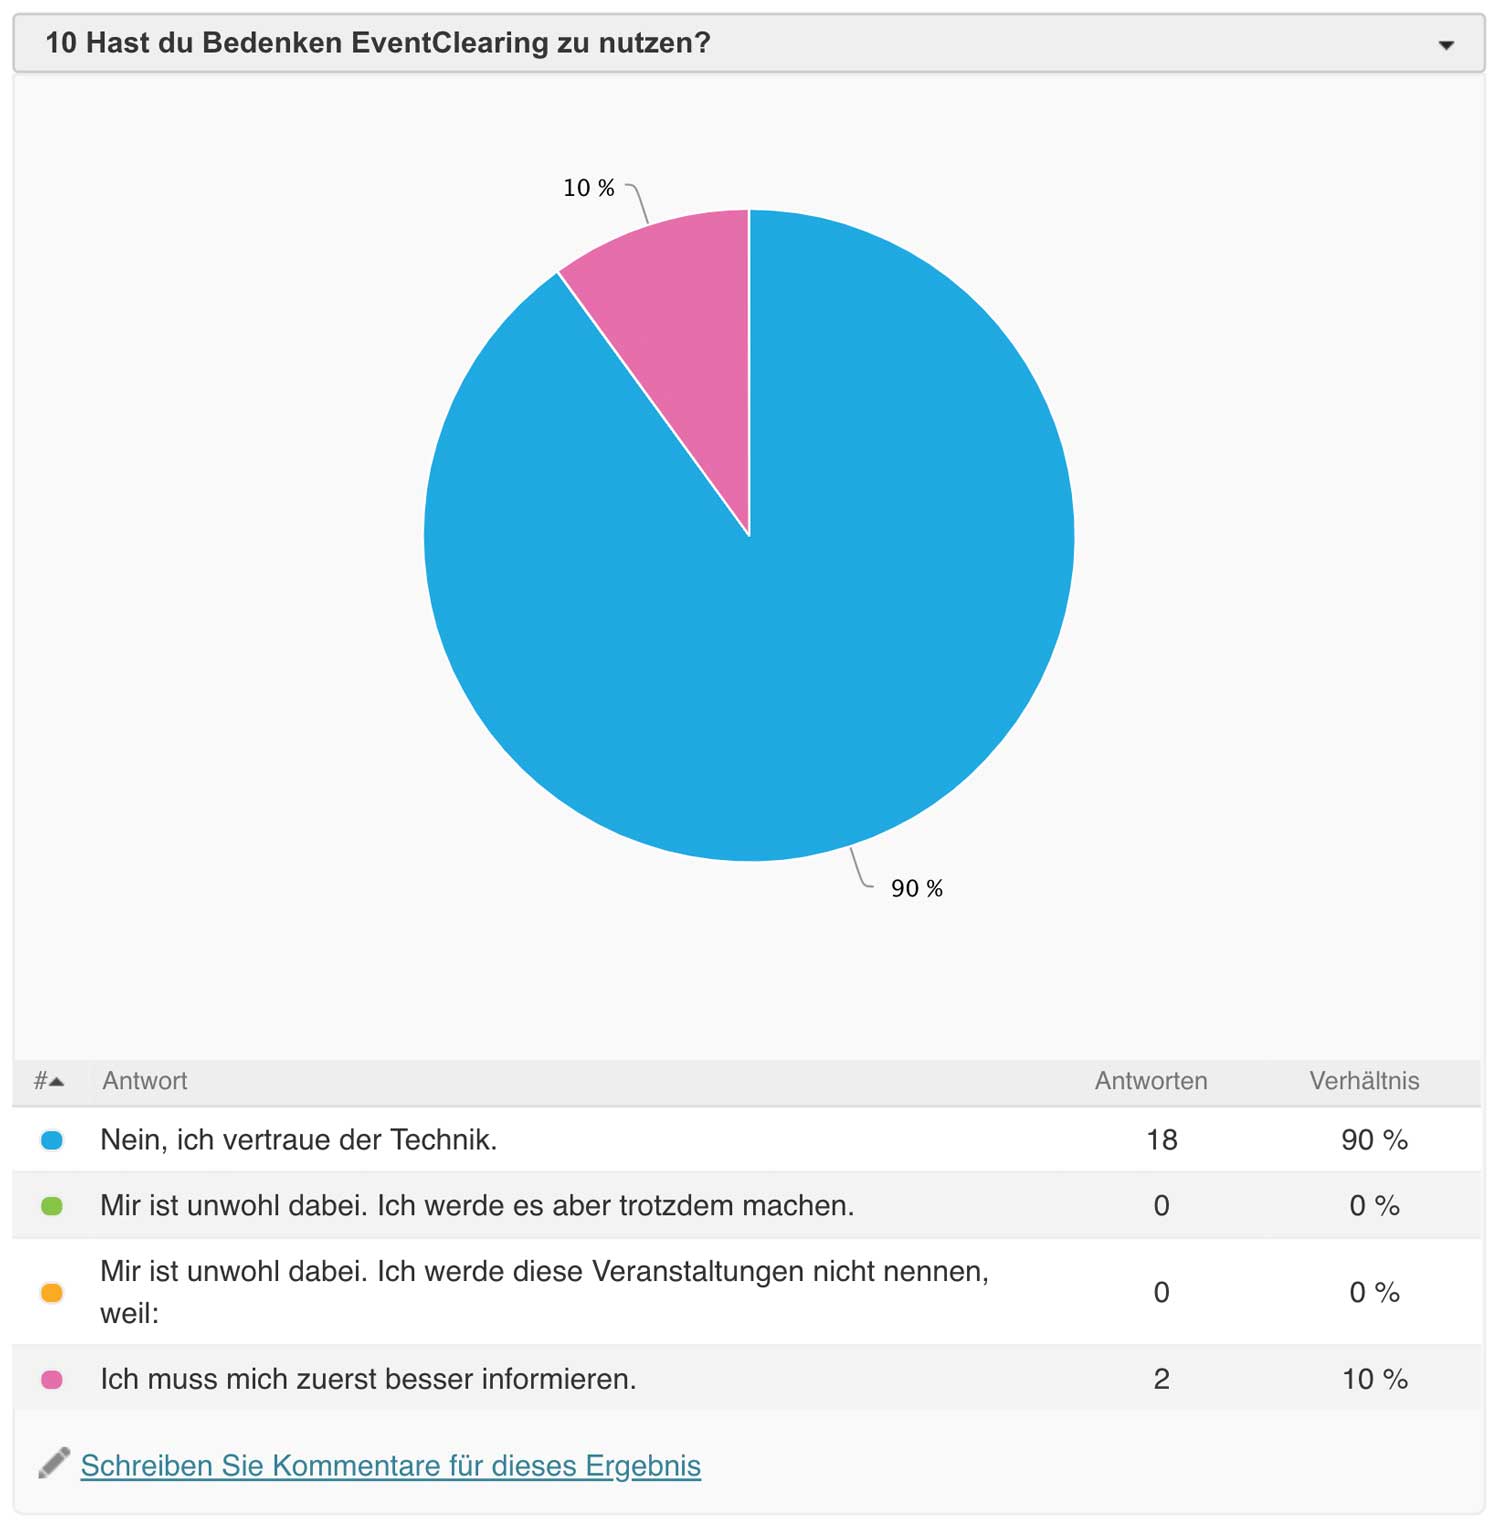 10 Hast du Bedenken EventClearing zu nutzen?
10 %
90 %
# Antwort Antworten Verhältnis
Nein, ich vertraue der Technik. 18 90 %
Mir ist unwohl dabei. Ich werde es aber trotzdem machen. 0 0 %
Mir ist unwohl dabei. Ich werde diese Veranstaltungen nicht nennen,
weil: 0 0 %
Ich muss mich zuerst besser informieren. 2 10 %
Schreiben Sie Kommentare für dieses Ergebnis